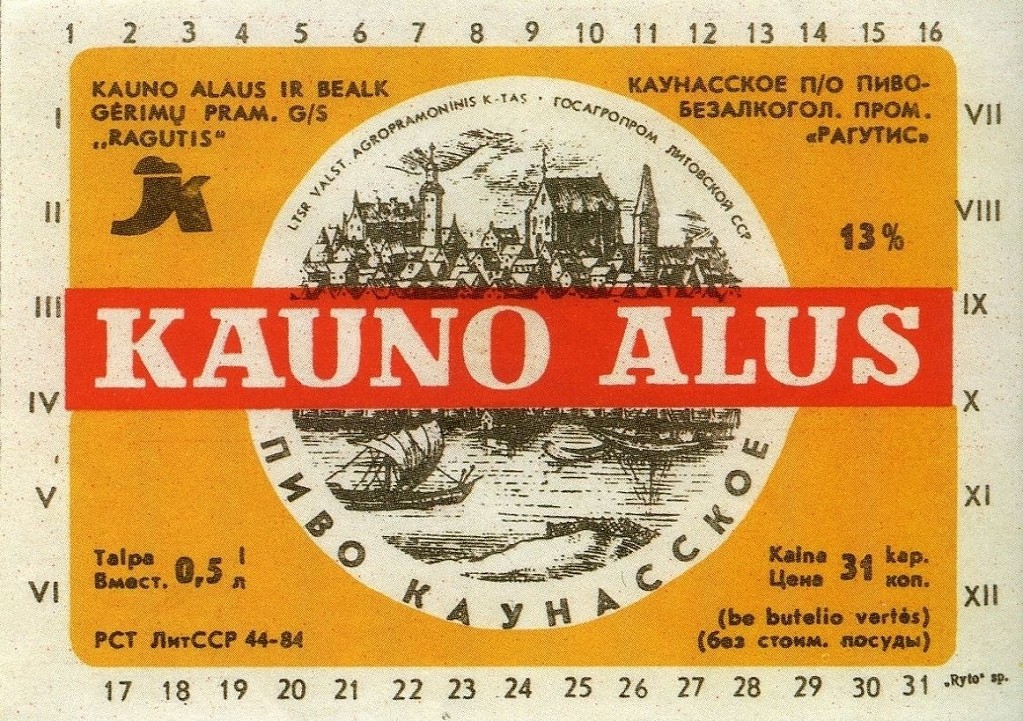 1 2 3 4 5 6 7 8 9 10 11 12 13 14 15 16
KAUNO ALAUS IR BEALK
GĖRIMŲ PRAM. G/S
„RAGUTIS“
КАУНАССКОЕ П/О ПИВО-
БЕЗАЛКОГОЛ. ПРОМ.
«РАГУТИС»
LTSR VALST AGROPRAMONINIS K-TAS · ГОСАГРОПРОМ ЛИТОВСКОЙ ССР
13%
I
II
III
IV
V
VI
VII
VIII
IX
X
XI
XII
KAUNO ALUS
ПИВО КАУНАССКОЕ
Talpa 0,5 l
Вмест. л
РСТ ЛитССР 44-84
Kaina 31 kap.
Цена коп.
(be butelio vertės)
(без стоим. посуды)
17 18 19 20 21 22 23 24 25 26 27 28 29 30 31
„Ryto“ sp.